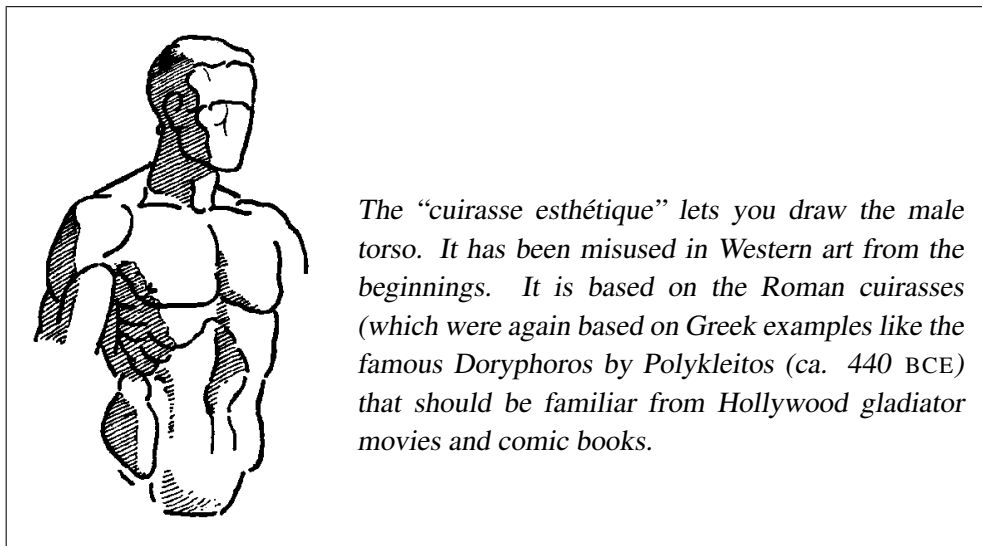 The “cuirasse esthétique” lets you draw the male
torso. It has been misused in Western art from the
beginnings. It is based on the Roman cuirasses
(which were again based on Greek examples like the
famous Doryphoros by Polykleitos (ca. 440 BCE)
that should be familiar from Hollywood gladiator
movies and comic books.